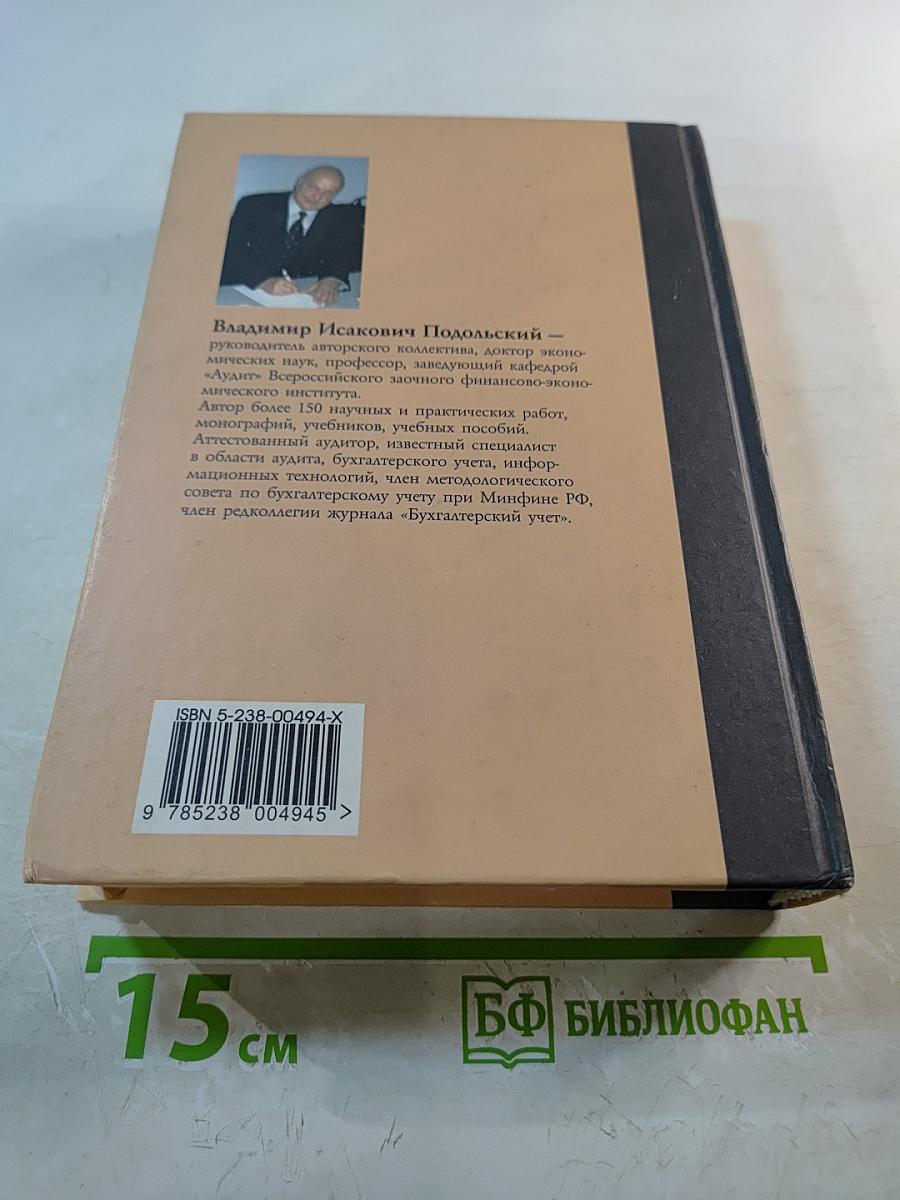 Владимир Исакович Подольский —
руководитель авторского коллектива, доктор эконо-
мических наук, профессор, заведующий кафедрой
«Аудит» Всероссийского заочного финансово-эконо-
мического института.
Автор более 150 научных и практических работ,
монографий, учебников, учебных пособий.
Аттестованный аудитор, известный специалист
в области аудита, бухгалтерского учета, инфор-
мационных технологий, член методологического
совета по бухгалтерскому учету при Минфине РФ,
член редколлегии журнала «Бухгалтерский учет».
ISBN 5-238-00494-X
9 785238 004945 >
15 см
БФ БИБЛИОФАН